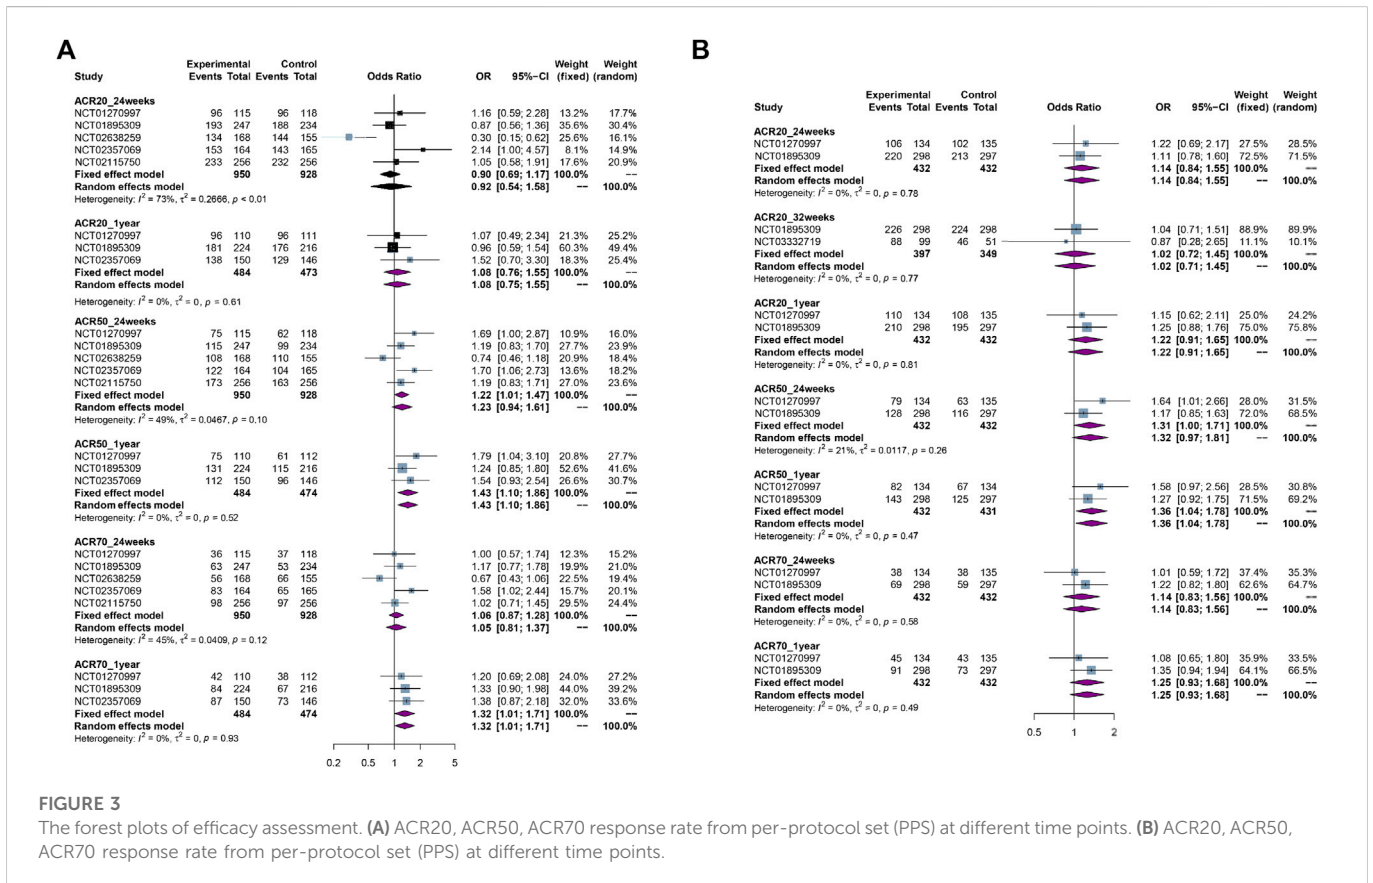 A
Experimental Control Weight Weight
Study Events Total Events Total Odds Ratio OR 95%−CI (fixed) (random)
ACR20_24weeks
NCT01270997 96 115 96 118 1.16 [0.59; 2.28] 13.2% 17.7%
NCT01895309 193 247 188 234 0.87 [0.56; 1.36] 35.6% 30.4%
NCT02638259 134 168 144 155 0.30 [0.15; 0.62] 25.6% 16.1%
NCT02357069 153 164 143 165 2.14 [1.00; 4.57] 8.1% 14.9%
NCT02115750 233 256 232 256 1.05 [0.58; 1.91] 17.6% 20.9%
Fixed effect model 950 928 0.90 [0.69; 1.17] 100.0% −−
Random effects model 0.92 [0.54; 1.58] −− 100.0%
Heterogeneity: I² = 73%, τ² = 0.2666, p < 0.01
ACR20_1year
NCT01270997 96 110 96 111 1.07 [0.49; 2.34] 21.3% 25.2%
NCT01895309 181 224 176 216 0.96 [0.59; 1.54] 60.3% 49.4%
NCT02357069 138 150 129 146 1.52 [0.70; 3.30] 18.3% 25.4%
Fixed effect model 484 473 1.08 [0.76; 1.55] 100.0% −−
Random effects model 1.08 [0.75; 1.55] −− 100.0%
Heterogeneity: I² = 0%, τ² = 0, p = 0.61
ACR50_24weeks
NCT01270997 75 115 62 118 1.69 [1.00; 2.87] 10.9% 16.0%
NCT01895309 115 247 99 234 1.19 [0.83; 1.70] 27.7% 23.9%
NCT02638259 108 168 110 155 0.74 [0.46; 1.18] 20.9% 18.4%
NCT02357069 122 164 104 165 1.70 [1.06; 2.73] 13.6% 18.2%
NCT02115750 173 256 163 256 1.19 [0.83; 1.71] 27.0% 23.6%
Fixed effect model 950 928 1.22 [1.01; 1.47] 100.0% −−
Random effects model 1.23 [0.94; 1.61] −− 100.0%
Heterogeneity: I² = 49%, τ² = 0.0467, p = 0.10
ACR50_1year
NCT01270997 75 110 61 112 1.79 [1.04; 3.10] 20.8% 27.7%
NCT01895309 131 224 115 216 1.24 [0.85; 1.80] 52.6% 41.6%
NCT02357069 112 150 96 146 1.54 [0.93; 2.54] 26.6% 30.7%
Fixed effect model 484 474 1.43 [1.10; 1.86] 100.0% −−
Random effects model 1.43 [1.10; 1.86] −− 100.0%
Heterogeneity: I² = 0%, τ² = 0, p = 0.52
ACR70_24weeks
NCT01270997 36 115 37 118 1.00 [0.57; 1.74] 12.3% 15.2%
NCT01895309 63 247 53 234 1.17 [0.77; 1.78] 19.9% 21.0%
NCT02638259 56 168 66 155 0.67 [0.43; 1.06] 22.5% 19.4%
NCT02357069 83 164 65 165 1.58 [1.02; 2.44] 15.7% 20.1%
NCT02115750 98 256 97 256 1.02 [0.71; 1.45] 29.5% 24.4%
Fixed effect model 950 928 1.06 [0.87; 1.28] 100.0% −−
Random effects model 1.05 [0.81; 1.37] −− 100.0%
Heterogeneity: I² = 45%, τ² = 0.0409, p = 0.12
ACR70_1year
NCT01270997 42 110 38 112 1.20 [0.69; 2.08] 24.0% 27.2%
NCT01895309 84 224 67 216 1.33 [0.90; 1.98] 44.0% 39.2%
NCT02357069 87 150 73 146 1.38 [0.87; 2.18] 32.0% 33.6%
Fixed effect model 484 474 1.32 [1.01; 1.71] 100.0% −−
Random effects model 1.32 [1.01; 1.71] −− 100.0%
Heterogeneity: I² = 0%, τ² = 0, p = 0.93
0.2 0.5 1 2 5
B
Experimental Control Weight Weight
Study Events Total Events Total Odds Ratio OR 95%−CI (fixed) (random)
ACR20_24weeks
NCT01270997 106 134 102 135 1.22 [0.69; 2.17] 27.5% 28.5%
NCT01895309 220 298 213 297 1.11 [0.78; 1.60] 72.5% 71.5%
Fixed effect model 432 432 1.14 [0.84; 1.55] 100.0% −−
Random effects model 1.14 [0.84; 1.55] −− 100.0%
Heterogeneity: I² = 0%, τ² = 0, p = 0.78
ACR20_32weeks
NCT01895309 226 298 224 298 1.04 [0.71; 1.51] 88.9% 89.9%
NCT03332719 88 99 46 51 0.87 [0.28; 2.65] 11.1% 10.1%
Fixed effect model 397 349 1.02 [0.72; 1.45] 100.0% −−
Random effects model 1.02 [0.71; 1.45] −− 100.0%
Heterogeneity: I² = 0%, τ² = 0, p = 0.77
ACR20_1year
NCT01270997 110 134 108 135 1.15 [0.62; 2.11] 25.0% 24.2%
NCT01895309 210 298 195 297 1.25 [0.88; 1.76] 75.0% 75.8%
Fixed effect model 432 432 1.22 [0.91; 1.65] 100.0% −−
Random effects model 1.22 [0.91; 1.65] −− 100.0%
Heterogeneity: I² = 0%, τ² = 0, p = 0.81
ACR50_24weeks
NCT01270997 79 134 63 135 1.64 [1.01; 2.66] 28.0% 31.5%
NCT01895309 128 298 116 297 1.17 [0.85; 1.63] 72.0% 68.5%
Fixed effect model 432 432 1.31 [1.00; 1.71] 100.0% −−
Random effects model 1.32 [0.97; 1.81] −− 100.0%
Heterogeneity: I² = 21%, τ² = 0.0117, p = 0.26
ACR50_1year
NCT01270997 82 134 67 134 1.58 [0.97; 2.56] 28.5% 30.8%
NCT01895309 143 298 125 297 1.27 [0.92; 1.75] 71.5% 69.2%
Fixed effect model 432 431 1.36 [1.04; 1.78] 100.0% −−
Random effects model 1.36 [1.04; 1.78] −− 100.0%
Heterogeneity: I² = 0%, τ² = 0, p = 0.47
ACR70_24weeks
NCT01270997 38 134 38 135 1.01 [0.59; 1.72] 37.4% 35.3%
NCT01895309 69 298 59 297 1.22 [0.82; 1.80] 62.6% 64.7%
Fixed effect model 432 432 1.14 [0.83; 1.56] 100.0% −−
Random effects model 1.14 [0.83; 1.56] −− 100.0%
Heterogeneity: I² = 0%, τ² = 0, p = 0.58
ACR70_1year
NCT01270997 45 134 43 135 1.08 [0.65; 1.80] 35.9% 33.5%
NCT01895309 91 298 73 297 1.35 [0.94; 1.94] 64.1% 66.5%
Fixed effect model 432 432 1.25 [0.93; 1.68] 100.0% −−
Random effects model 1.25 [0.93; 1.68] −− 100.0%
Heterogeneity: I² = 0%, τ² = 0, p = 0.49
0.5 1 2
FIGURE 3
The forest plots of efficacy assessment. (A) ACR20, ACR50, ACR70 response rate from per-protocol set (PPS) at different time points. (B) ACR20, ACR50,
ACR70 response rate from per-protocol set (PPS) at different time points.